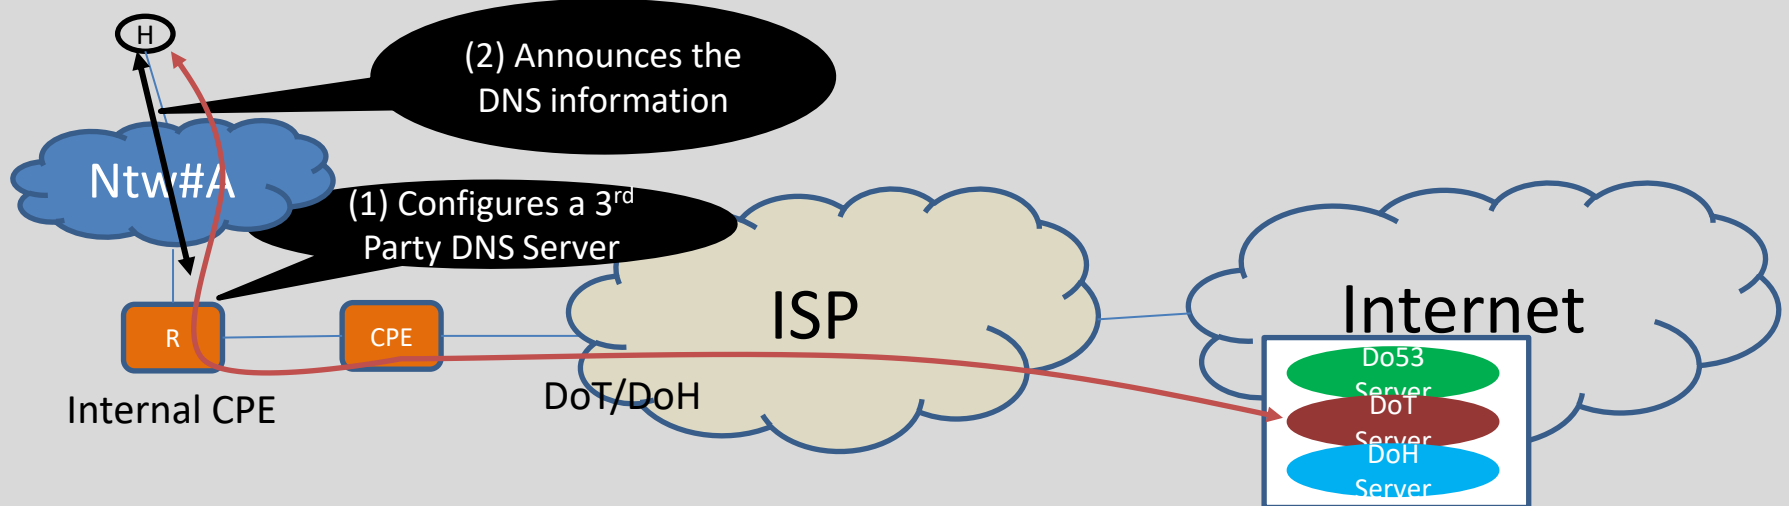 H
(2) Announces the
DNS information
Ntw#A
(1) Configures a 3rd
Party DNS Server
ISP
Internet
R
CPE
Internal CPE
DoT/DoH
Do53
Server
DoT
Server
DoH
Server